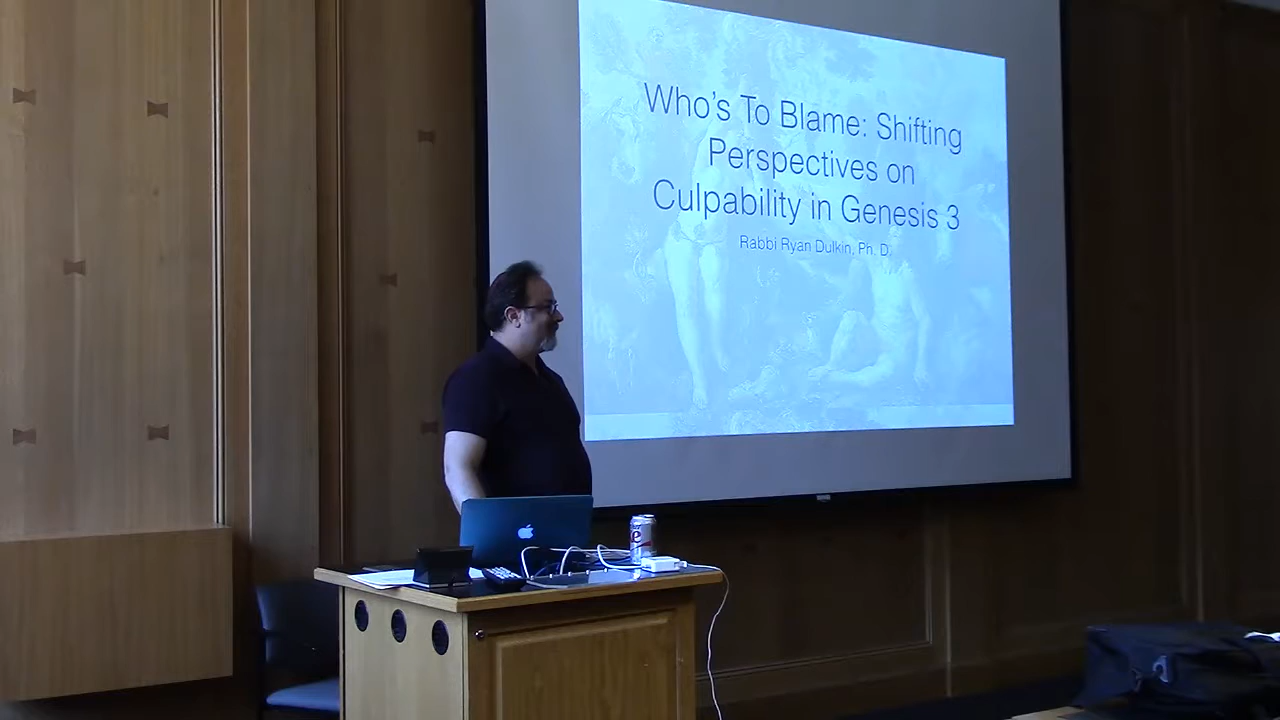 Who's To Blame: Shifting
Perspectives on
Culpability in Genesis 3
Rabbi Ryan Dulkin, Ph. D.